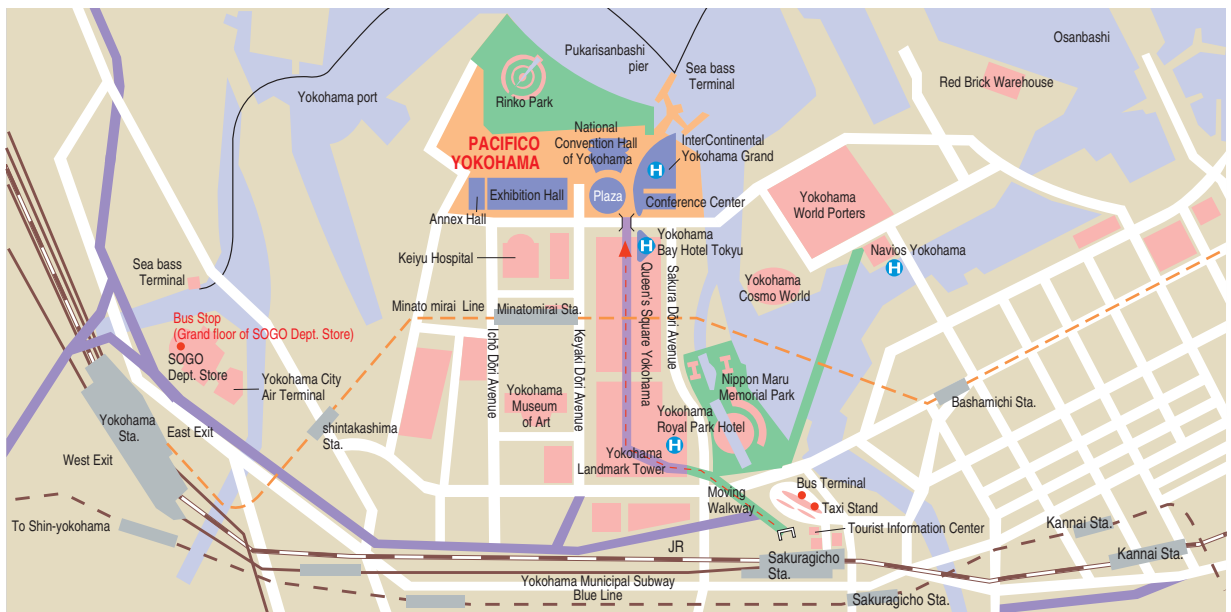 Osanbashi
Pukarisanbashi
pier
Sea bass
Terminal
Red Brick Warehouse
Yokohama port
Rinko Park
National
Convention Hall
of Yokohama
PACIFICO
YOKOHAMA
InterContinental
Yokohama Grand
H
Exhibition Hall
Plaza
Conference Center
Annex Hall
Yokohama
World Porters
Yokohama
Bay Hotel Tokyu
H
Navios Yokohama
H
Keiyu Hospital
Sea bass
Terminal
Yokohama
Cosmo World
Minato mirai Line
Minatomirai Sta.
Bus Stop
(Grand floor of SOGO Dept. Store)
SOGO
Dept. Store
Yokohama City
Air Terminal
Ichō Dōri Avenue
Keyaki Dōri Avenue
Queen's Square Yokohama
Sakura Dōri Avenue
Nippon Maru
Memorial Park
Bashamichi Sta.
Yokohama
Museum
of Art
Yokohama
Royal Park Hotel
H
Yokohama
Sta.
East Exit
West Exit
shintakashima
Sta.
Yokohama
Landmark Tower
Moving
Walkway
Bus Terminal
Taxi Stand
Tourist Information Center
To Shin-yokohama
JR
Sakuragicho
Sta.
Kannai Sta.
Kannai Sta.
Yokohama Municipal Subway
Blue Line
Sakuragicho Sta.